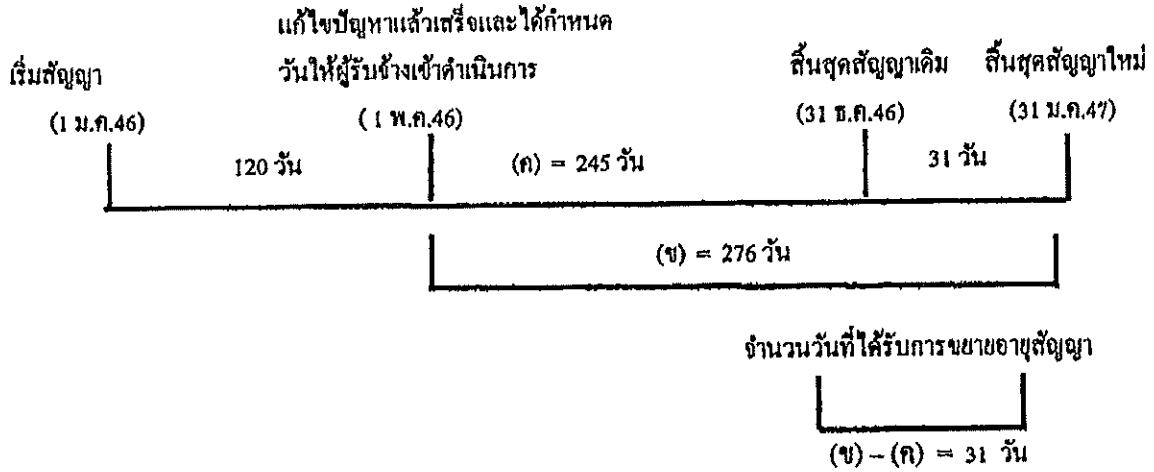 แก้ไขปัญหาแล้วเสร็จและได้กำหนด
เริ่มสัญญา วันให้ผู้รับจ้างเข้าดำเนินการ สิ้นสุดสัญญาเดิม สิ้นสุดสัญญาใหม่
(1 ม.ค.46) ( 1 พ.ค.46) (31 ธ.ค.46) (31 ม.ค.47)
120 วัน (ค) = 245 วัน 31 วัน
(ข) = 276 วัน
จำนวนวันที่ได้รับการขยายอายุสัญญา
(ข) – (ค) = 31 วัน